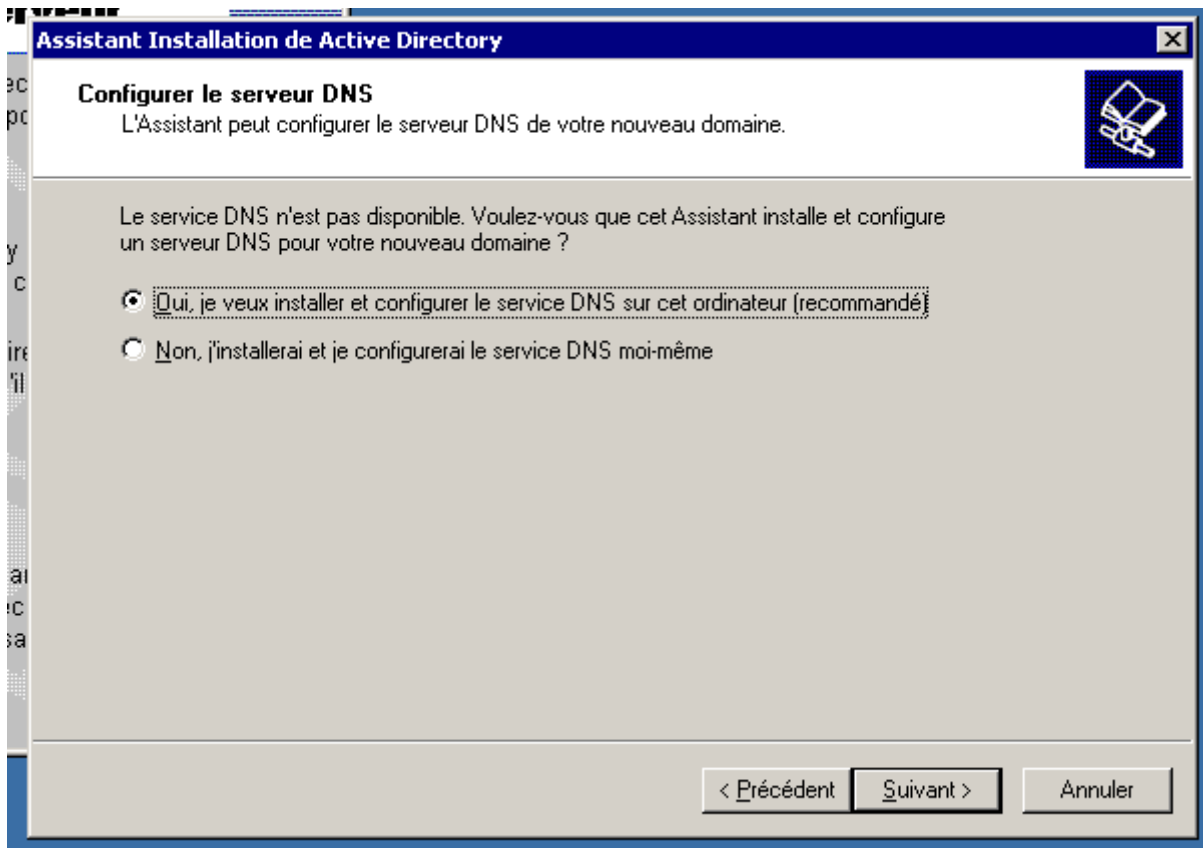 Assistant Installation de Active Directory
Configurer le serveur DNS
L'Assistant peut configurer le serveur DNS de votre nouveau domaine.
Le service DNS n'est pas disponible. Voulez-vous que cet Assistant installe et configure
un serveur DNS pour votre nouveau domaine ?
Oui, je veux installer et configurer le service DNS sur cet ordinateur (recommandé)
Non, j'installerai et je configurerai le service DNS moi-même
< Précédent
Suivant >
Annuler